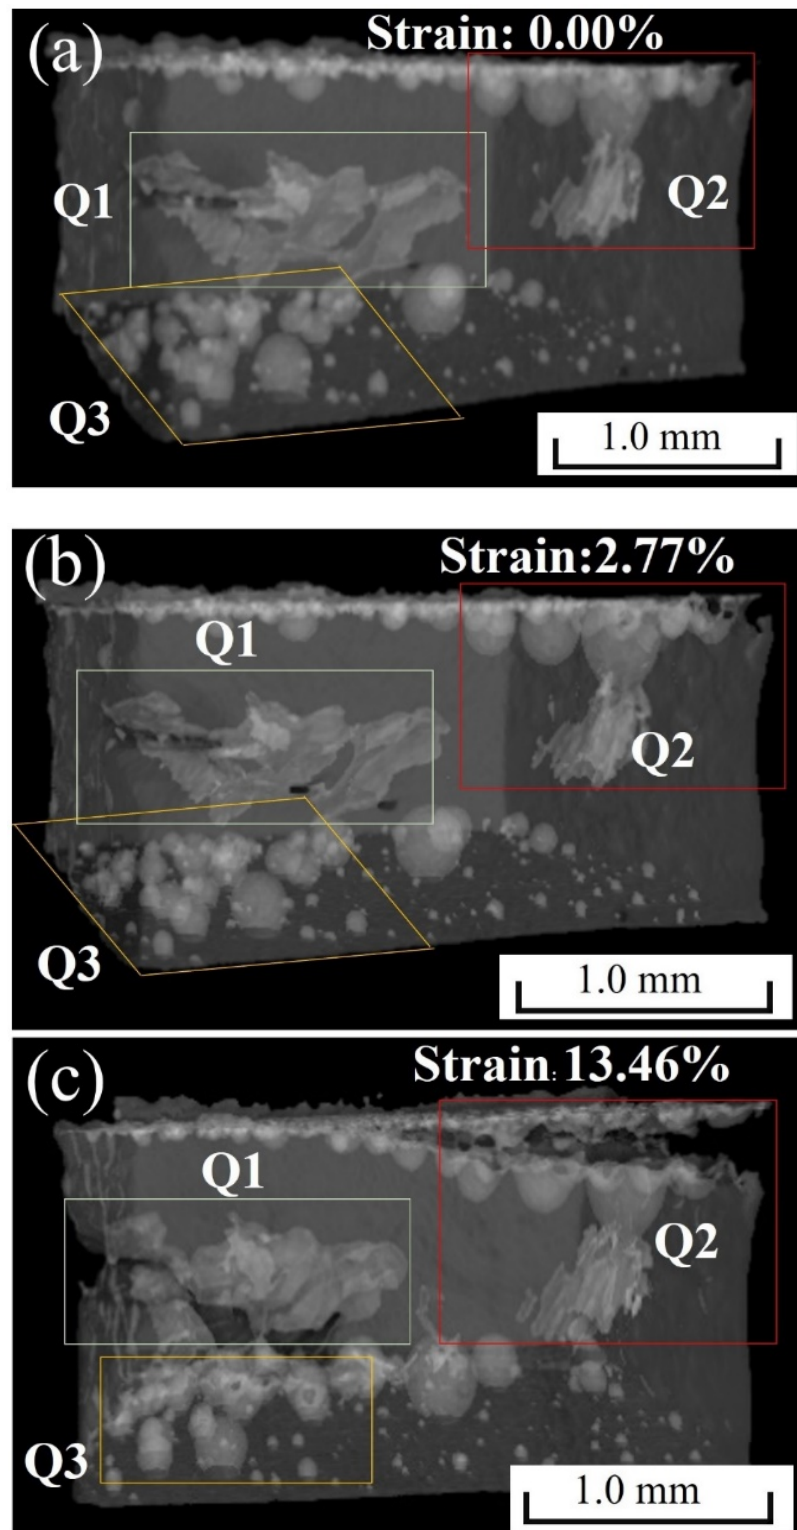 (a)
Strain: 0.00%
Q1
Q2
Q3
1.0 mm
(b)
Strain:2.77%
Q1
Q2
Q3
1.0 mm
(c)
Strain: 13.46%
Q1
Q2
Q3
1.0 mm